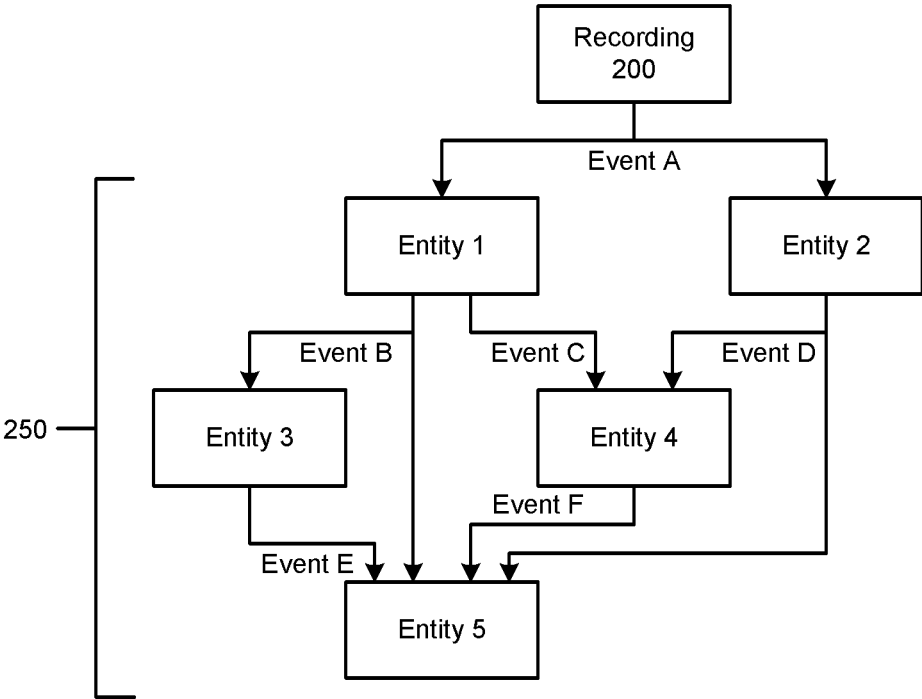 Recording
200
Event A
Entity 1
Entity 2
Event B
Event C
Event D
250
Entity 3
Entity 4
Event F
Event E
Entity 5